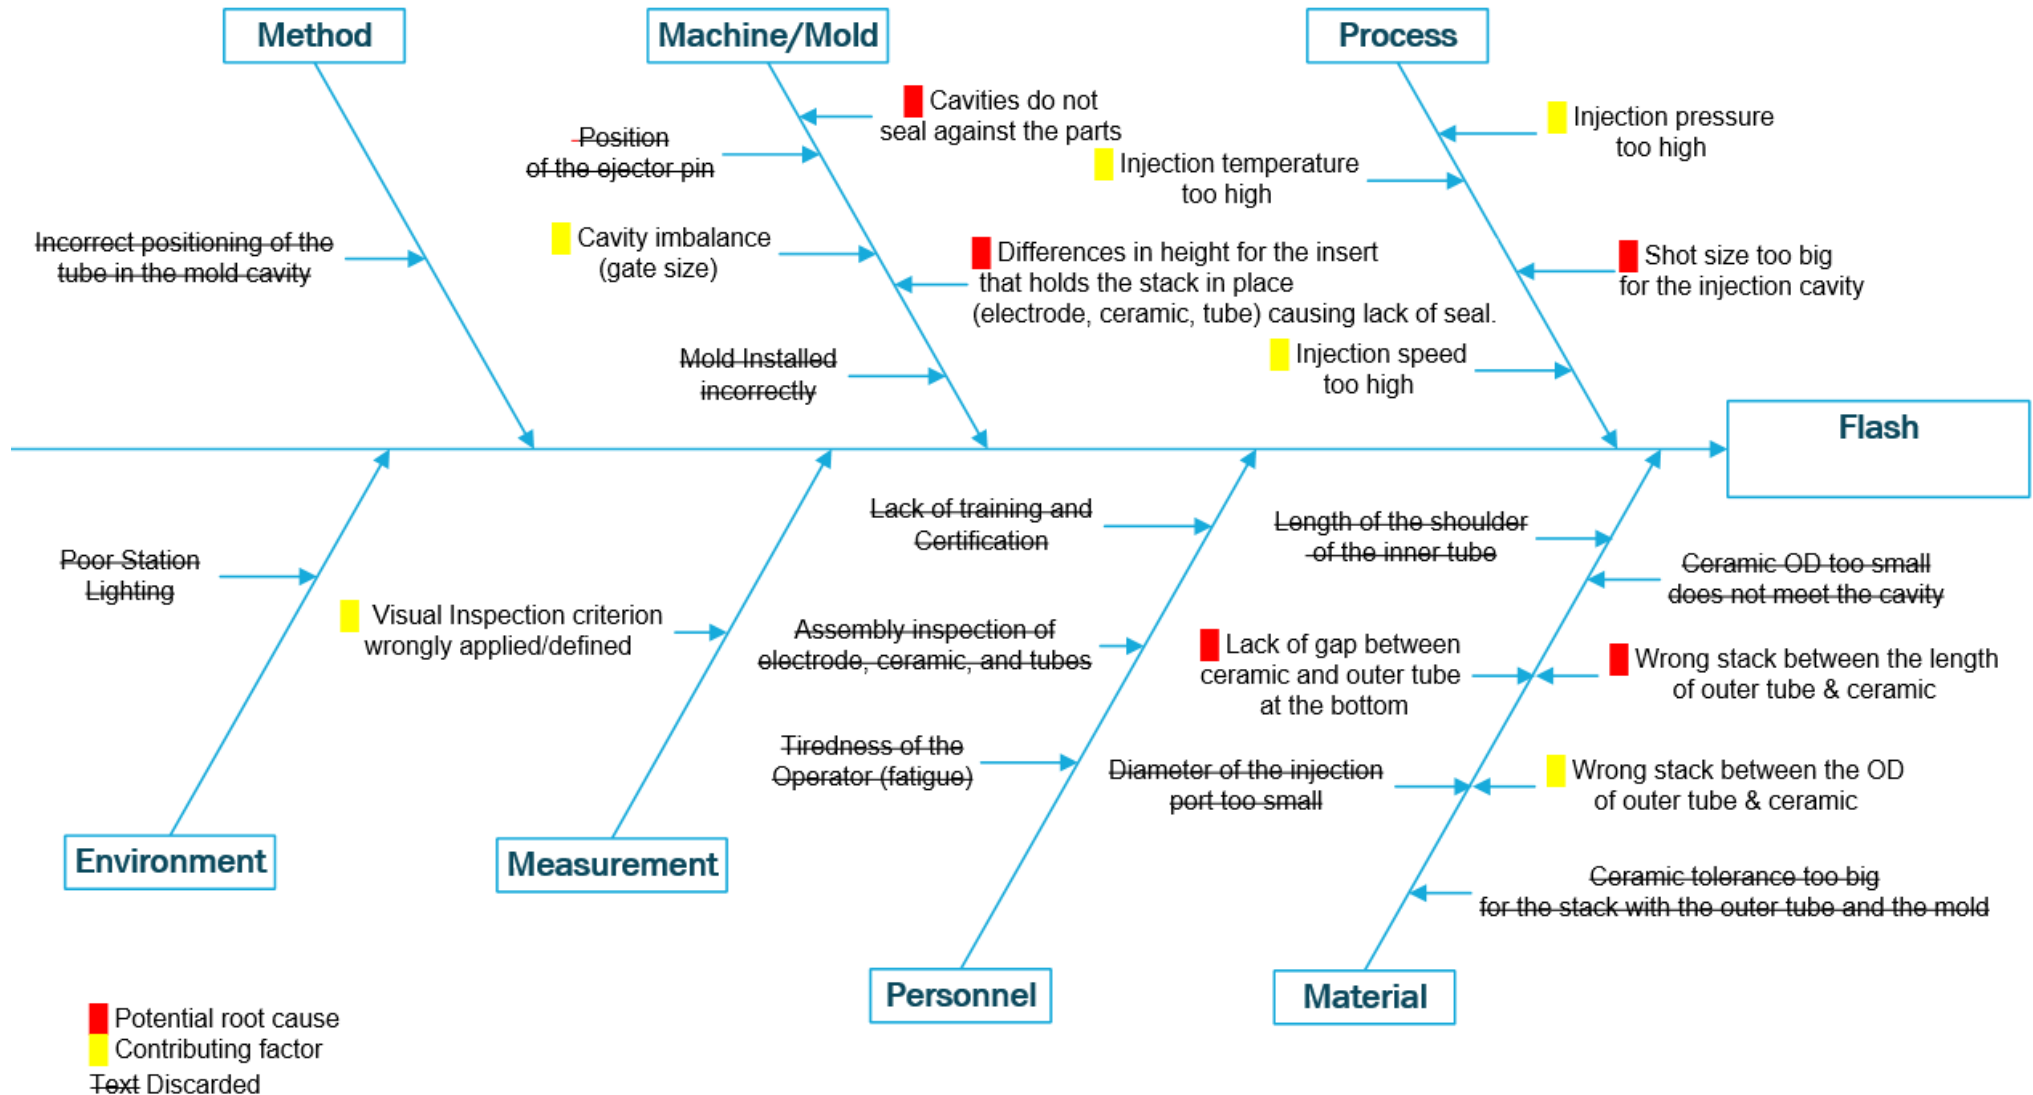 Method
Machine/Mold
Process
Cavities do not
seal against the parts
Position
of the ejector pin
Injection pressure
too high
Injection temperature
too high
Incorrect positioning of the
tube in the mold cavity
Cavity imbalance
(gate size)
Differences in height for the insert
that holds the stack in place
(electrode, ceramic, tube) causing lack of seal.
Shot size too big
for the injection cavity
Mold Installed
incorrectly
Injection speed
too high
Flash
Poor Station
Lighting
Visual Inspection criterion
wrongly applied/defined
Lack of training and
Certification
Assembly inspection of
electrode, ceramic, and tubes
Tiredness of the
Operator (fatigue)
Length of the shoulder
of the inner tube
Ceramic OD too small
does not meet the cavity
Lack of gap between
ceramic and outer tube
at the bottom
Wrong stack between the length
of outer tube & ceramic
Diameter of the injection
port too small
Wrong stack between the OD
of outer tube & ceramic
Ceramic tolerance too big
for the stack with the outer tube and the mold
Environment
Measurement
Personnel
Material
Potential root cause
Contributing factor
Text Discarded